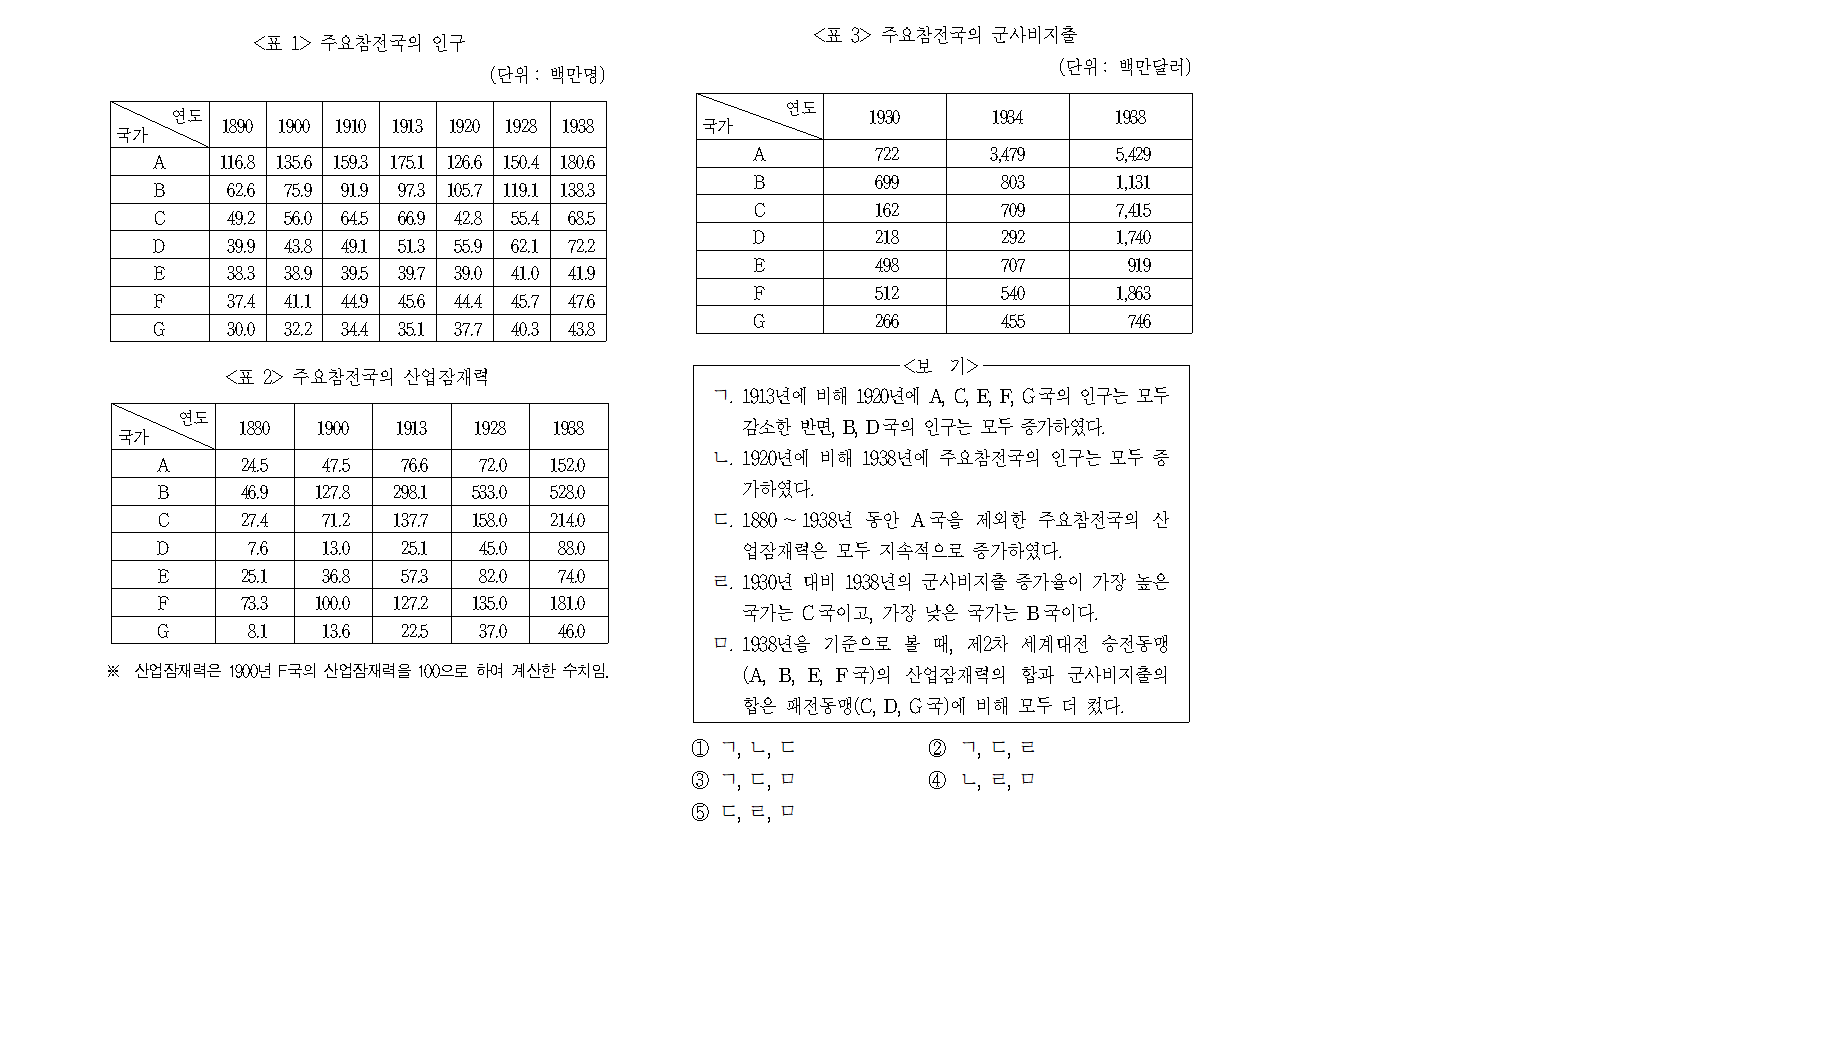 <표 1> 주요참전국의 인구
(단위 : 백만명)
국가 연도 1890 1900 1910 1913 1920 1928 1938
A 116.8 135.6 159.3 175.1 126.6 150.4 180.6
B 62.6 75.9 91.9 97.3 105.7 119.1 138.3
C 49.2 56.0 64.5 66.9 42.8 55.4 68.5
D 39.9 43.8 49.1 51.3 55.9 62.1 72.2
E 38.3 38.9 39.5 39.7 39.0 41.0 41.9
F 37.4 41.1 44.9 45.6 44.4 45.7 47.6
G 30.0 32.2 34.4 35.1 37.7 40.3 43.8
<표 2> 주요참전국의 산업잠재력
국가 연도 1880 1900 1913 1928 1938
A 24.5 47.5 76.6 72.0 152.0
B 46.9 127.8 298.1 533.0 528.0
C 27.4 71.2 137.7 158.0 214.0
D 7.6 13.0 25.1 45.0 88.0
E 25.1 36.8 57.3 82.0 74.0
F 73.3 100.0 127.2 135.0 181.0
G 8.1 13.6 22.5 37.0 46.0
※ 산업잠재력은 1900년 F국의 산업잠재력을 100으로 하여 계산한 수치임.
<표 3> 주요참전국의 군사비지출
(단위 : 백만달러)
국가 연도 1930 1934 1938
A 722 3,479 5,429
B 699 803 1,131
C 162 709 7,415
D 218 292 1,740
E 498 707 919
F 512 540 1,863
G 266 455 746
<보 기>
ㄱ. 1913년에 비해 1920년에 A, C, E, F, G국의 인구는 모두
감소한 반면, B, D국의 인구는 모두 증가하였다.
ㄴ. 1920년에 비해 1938년에 주요참전국의 인구는 모두 증
가하였다.
ㄷ. 1880 ~ 1938년 동안 A국을 제외한 주요참전국의 산
업잠재력은 모두 지속적으로 증가하였다.
ㄹ. 1930년 대비 1938년의 군사비지출 증가율이 가장 높은
국가는 C국이고, 가장 낮은 국가는 B국이다.
ㅁ. 1938년을 기준으로 볼 때, 제2차 세계대전 승전동맹
(A, B, E, F국)의 산업잠재력의 합과 군사비지출의
합은 패전동맹(C, D, G국)에 비해 모두 더 컸다.
① ㄱ, ㄴ, ㄷ ② ㄱ, ㄷ, ㄹ
③ ㄱ, ㄷ, ㅁ ④ ㄴ, ㄹ, ㅁ
⑤ ㄷ, ㄹ, ㅁ